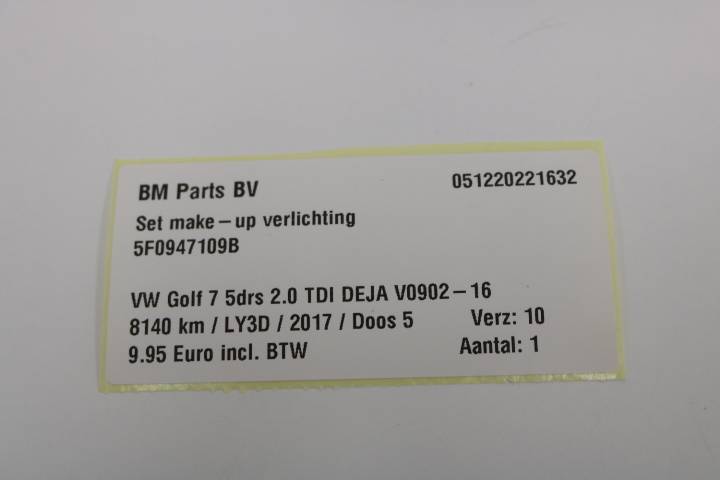 BM Parts BV 051220221632
Set make-up verlichting
5F0947109B
VW Golf 7 5drs 2.0 TDI DEJA V0902-16
8140 km / LY3D / 2017 / Doos 5 Verz: 10
9.95 Euro incl. BTW Aantal: 1